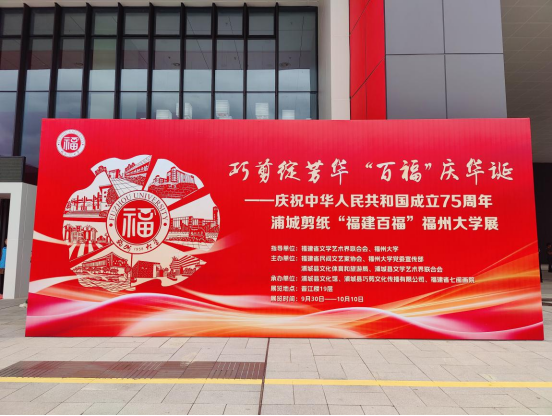 福
巧剪绽芳华 “百福”庆华诞
——庆祝中华人民共和国成立75周年
浦城剪纸“福建百福”福州大学展
FUZHOU UNIVERSITY
福
1958
指导单位：福建省文学艺术界联合会、福州大学
主办单位：福建省民间文艺家协会、福州大学党委宣传部
浦城县文化体育和旅游局、浦城县文学艺术界联合会
承办单位：浦城县文化馆、浦城县巧剪文化传播有限公司、福建省七座画院
展览地点：晋江楼19层
展览时间：9月30日——10月10日